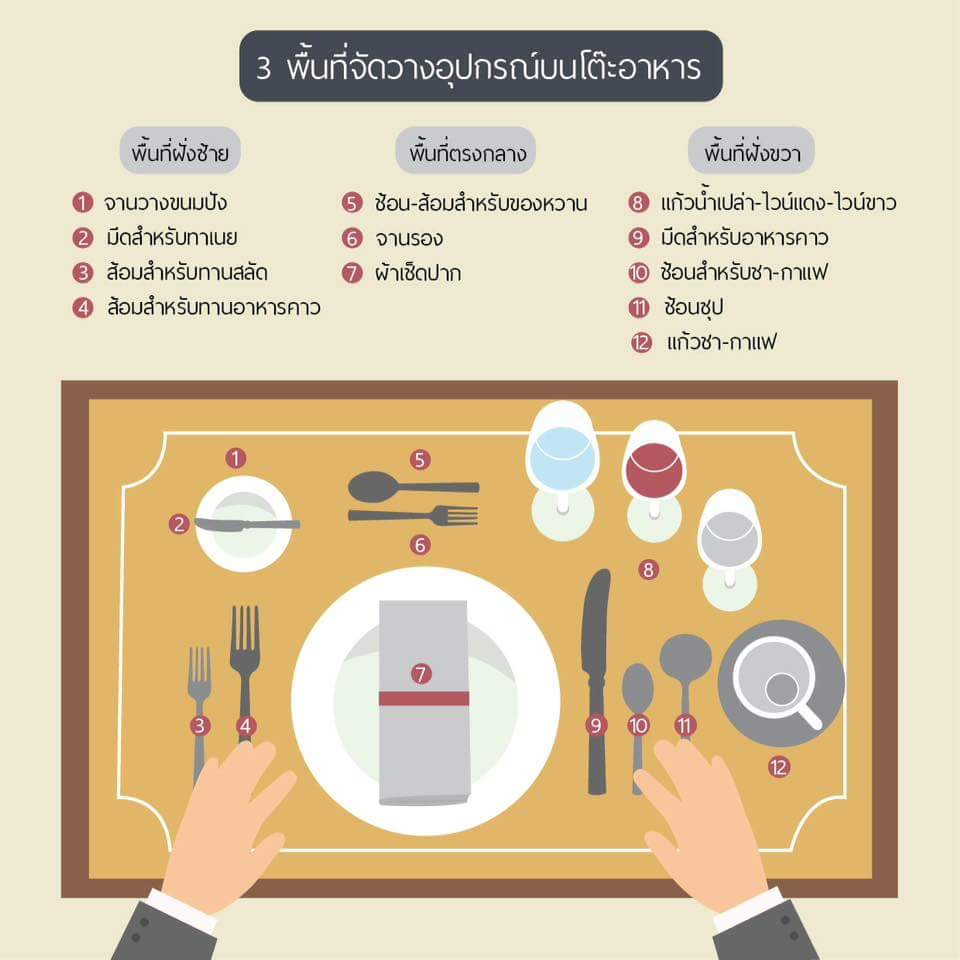 3 พื้นที่จัดวางอุปกรณ์บนโต๊ะอาหาร
พื้นที่ฝั่งซ้าย
1 จานวางขนมปัง
2 มีดสำหรับทาเนย
3 ส้อมสำหรับทานสลัด
4 ส้อมสำหรับทานอาหารคาว
พื้นที่ตรงกลาง
5 ช้อน-ส้อมสำหรับของหวาน
6 จานรอง
7 ผ้าเช็ดปาก
พื้นที่ฝั่งขวา
8 แก้วน้ำเปล่า-ไวน์แดง-ไวน์ขาว
9 มีดสำหรับอาหารคาว
10 ช้อนสำหรับชา-กาแฟ
11 ช้อนซุป
12 แก้วชา-กาแฟ
1
5
2
6
8
7
3
4
9
10
11
12